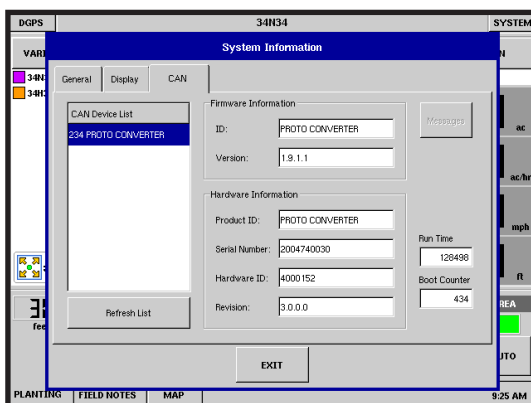 DGPS 34N34 SYSTEM
System Information
General Display CAN
CAN Device List
234 PROTO CONVERTER
Refresh List
Firmware Information
ID: PROTO CONVERTER
Version: 1.9.1.1
Messages
Hardware Information
Product ID: PROTO CONVERTER
Serial Number: 2004740030
Hardware ID: 4000152
Revision: 3.0.0.0
Run Time
128498
Boot Counter
434
EXIT
ac
ac/hr
mph
ft
PLANTING FIELD NOTES MAP 9:25 AM